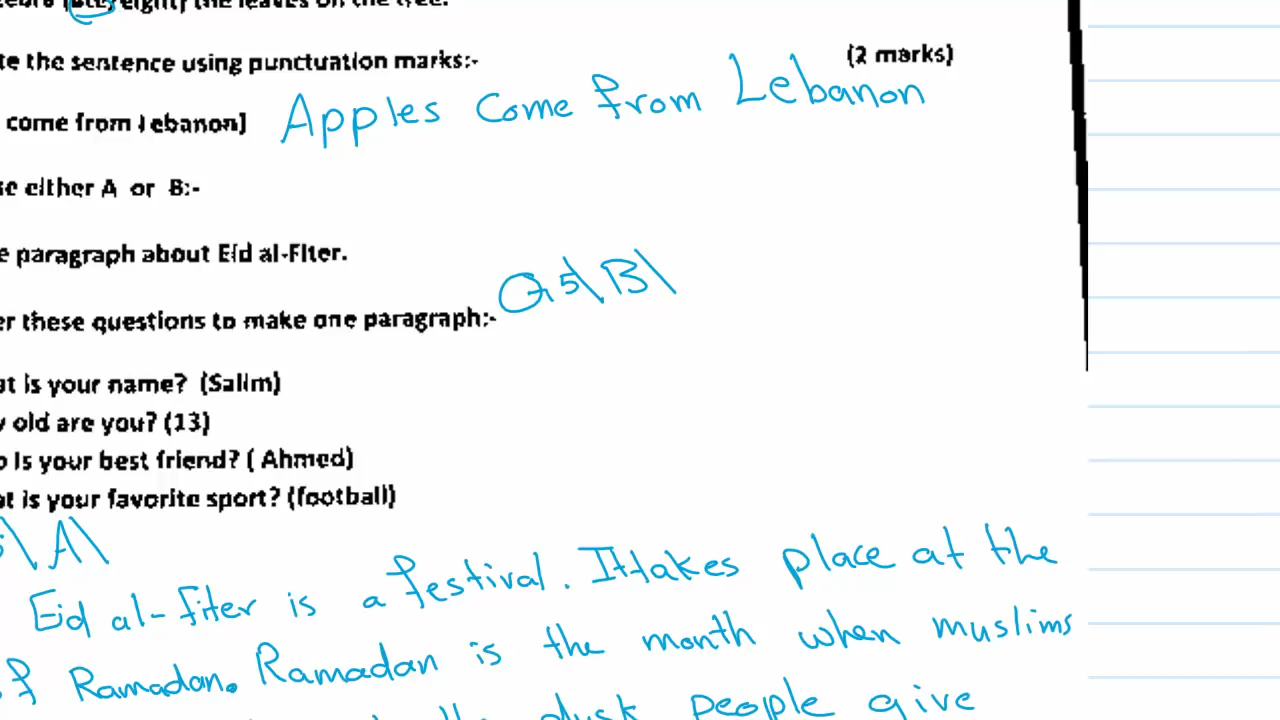 the leaves on the tree.
the sentence using punctuation marks:-
(2 marks)
come from lebanon]
Apples come from Lebanon
either A or B:-
paragraph about Eid al-Fiter.
these questions to make one paragraph:-
Q5\B\
is your name? (Salim)
old are you? (13)
is your best friend? ( Ahmed)
is your favorite sport? (football)
\A\
Eid al-fiter is a festival. It takes place at the
Ramadan. Ramadan is the month when muslims
dusk people give